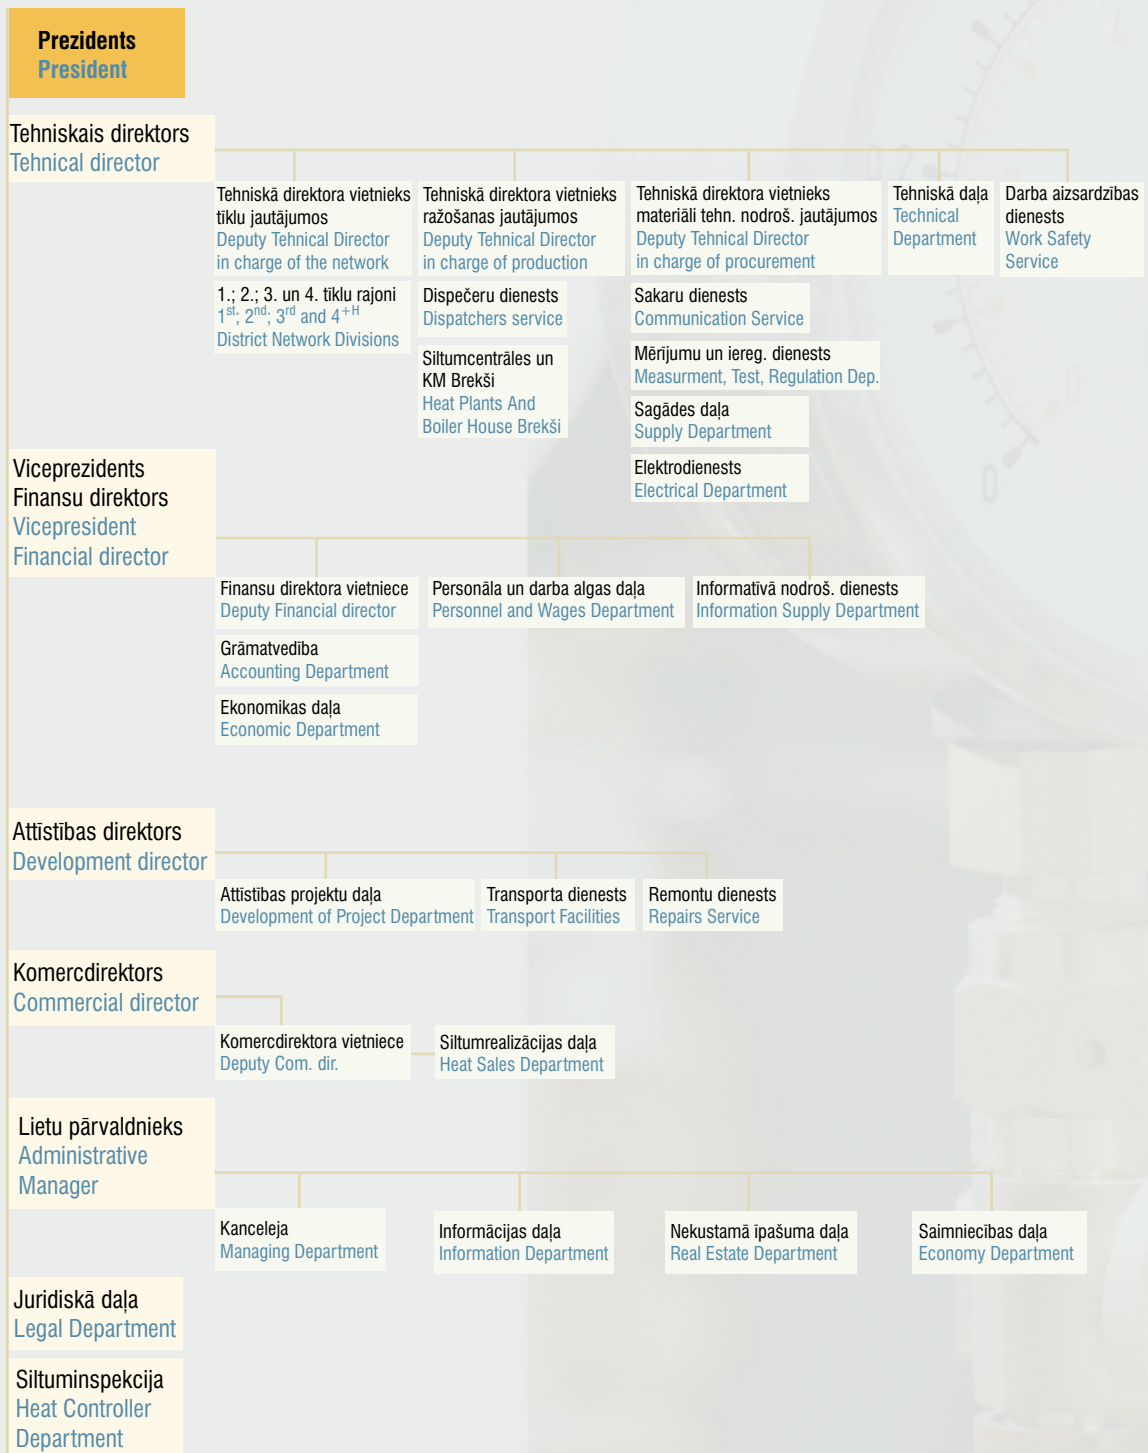 Prezidents
President
Tehniskais direktors
Tehnical director
Tehniskā direktora vietnieks
tīklu jautājumos
Deputy Tehnical Director
in charge of the network
Tehniskā direktora vietnieks
ražošanas jautājumos
Deputy Tehnical Director
in charge of production
Tehniskā direktora vietnieks
materiāli tehn. nodroš. jautājumos
Deputy Tehnical Director
in charge of procurement
Tehniskā daļa
Technical
Department
Darba aizsardzības
dienests
Work Safety
Service
1.; 2.; 3. un 4. tīklu rajoni
1st; 2nd; 3rd and 4+H
District Network Divisions
Dispečeru dienests
Dispatchers service
Siltumcentrāles un
KM Brekši
Heat Plants And
Boiler House Brekši
Sakaru dienests
Communication Service
Mērījumu un iereg. dienests
Measurment, Test, Regulation Dep.
Sagādes daļa
Supply Department
Elektrodienests
Electrical Department
Viceprezidents
Finansu direktors
Vicepresident
Financial director
Finansu direktora vietniece
Deputy Financial director
Personāla un darba algas daļa
Personnel and Wages Department
Informatīvā nodroš. dienests
Information Supply Department
Grāmatvedība
Accounting Department
Ekonomikas daļa
Economic Department
Attīstības direktors
Development director
Attīstības projektu daļa
Development of Project Department
Transporta dienests
Transport Facilities
Remontu dienests
Repairs Service
Komercdirektors
Commercial director
Komercdirektora vietniece
Deputy Com. dir.
Siltumrealizācijas daļa
Heat Sales Department
Lietu pārvaldnieks
Administrative
Manager
Kanceleja
Managing Department
Informācijas daļa
Information Department
Nekustamā īpašuma daļa
Real Estate Department
Saimniecības daļa
Economy Department
Juridiskā daļa
Legal Department
Siltuminspekcija
Heat Controller
Department